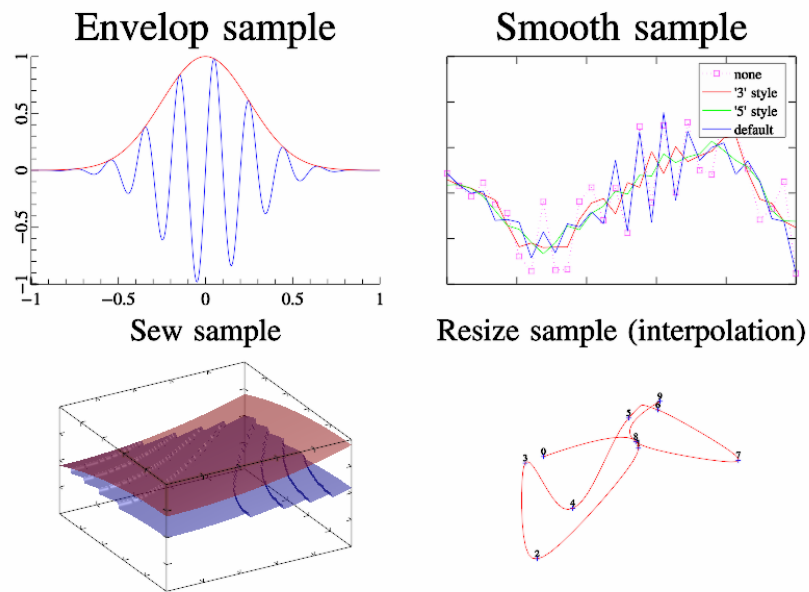 Envelop sample
Smooth sample
1
0.5
0
−0.5
−1
−1
−0.5
0
0.5
1
none
'3' style
'5' style
default
Sew sample
Resize sample (interpolation)
9
6
5
8
0
3
7
4
2